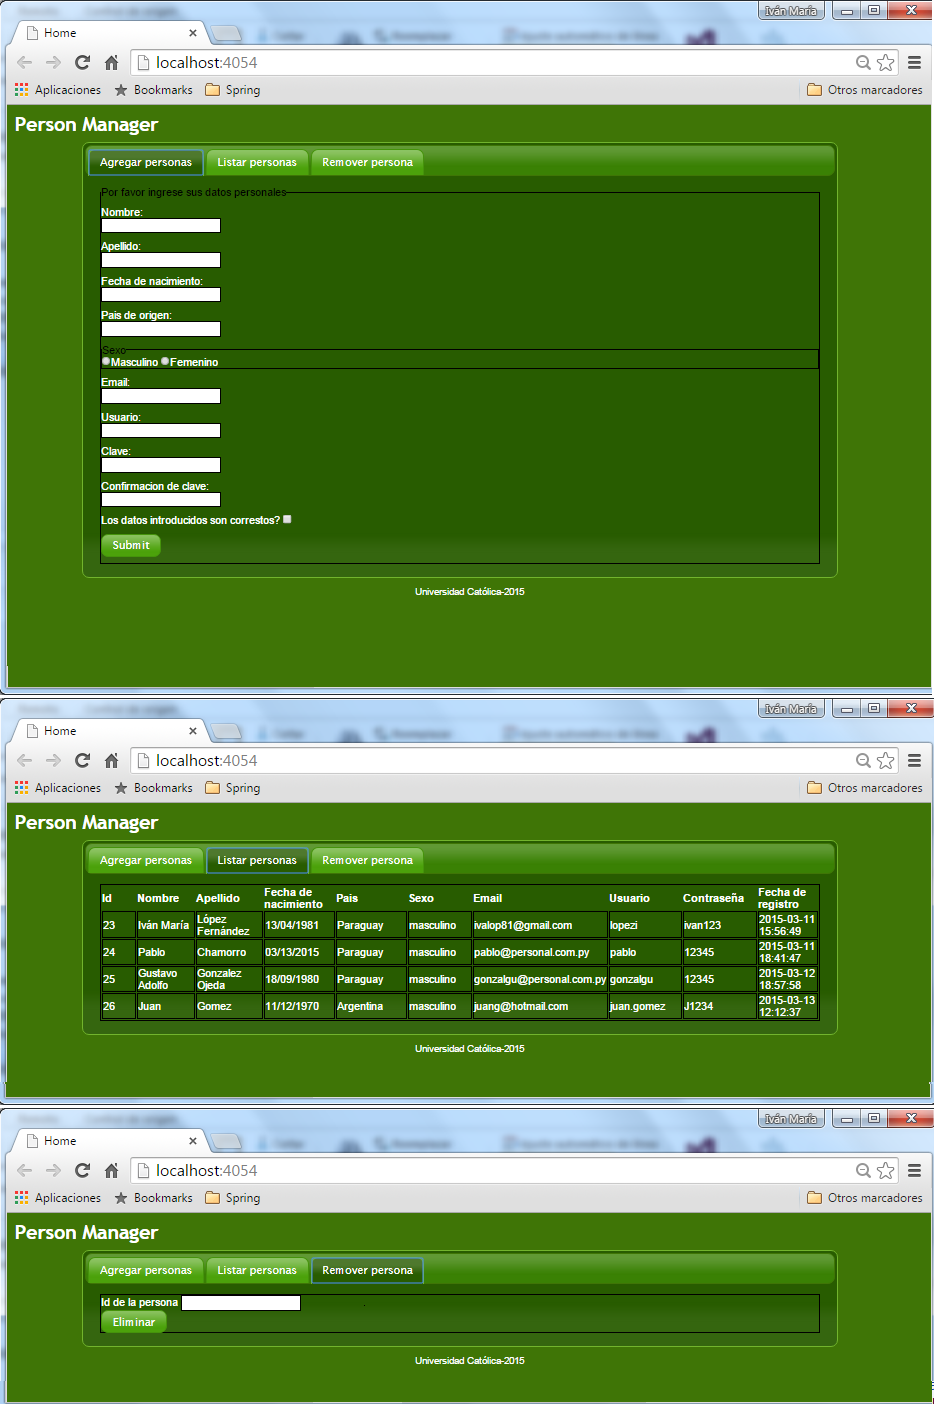 Iván María
Home
localhost:4054
Aplicaciones Bookmarks Spring Otros marcadores
Person Manager
Agregar personas Listar personas Remover persona
Por favor ingrese sus datos personales
Nombre:
Apellido:
Fecha de nacimiento:
Pais de origen:
Sexo
Masculino Femenino
Email:
Usuario:
Clave:
Confirmacion de clave:
Los datos introducidos son correstos?
Submit
Universidad Católica-2015
Iván María
Home
localhost:4054
Aplicaciones Bookmarks Spring Otros marcadores
Person Manager
Agregar personas Listar personas Remover persona
Id Nombre Apellido Fecha de nacimiento Pais Sexo Email Usuario Contraseña Fecha de registro
23 Iván María López Fernández 13/04/1981 Paraguay masculino ivalop81@gmail.com lopezi ivan123 2015-03-11 15:56:49
24 Pablo Chamorro 03/13/2015 Paraguay masculino pablo@personal.com.py pablo 12345 2015-03-11 18:41:47
25 Gustavo Adolfo Gonzalez Ojeda 18/09/1980 Paraguay masculino gonzalgu@personal.com.py gonzalgu 12345 2015-03-12 18:57:58
26 Juan Gomez 11/12/1970 Argentina masculino juang@hotmail.com juan.gomez J1234 2015-03-13 12:12:37
Universidad Católica-2015
Iván María
Home
localhost:4054
Aplicaciones Bookmarks Spring Otros marcadores
Person Manager
Agregar personas Listar personas Remover persona
Id de la persona
Eliminar
Universidad Católica-2015